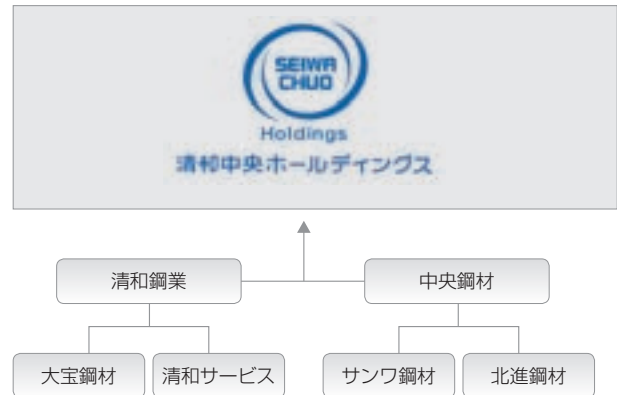 SEIWA
CHUO
Holdings
清和中央ホールディングス
清和鋼業
中央鋼材
大宝鋼材
清和サービス
サンワ鋼材
北進鋼材